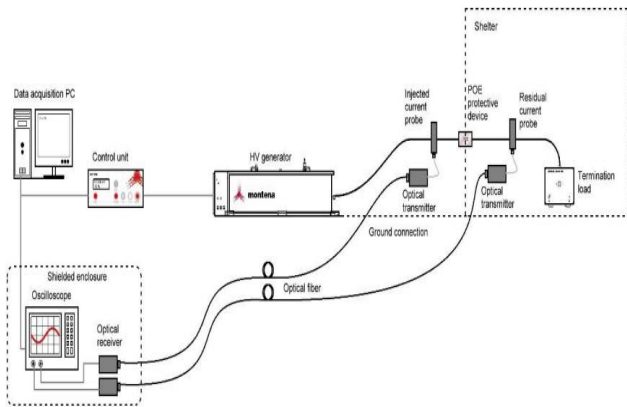 Shelter
Data acquisition PC
Injected
current
probe
POE
protective
device
Residual
current
probe
Control unit
HV generator
montena
Optical
transmitter
Optical
transmitter
Termination
load
Ground connection
Shielded enclosure
Oscilloscope
Optical
receiver
Optical fiber